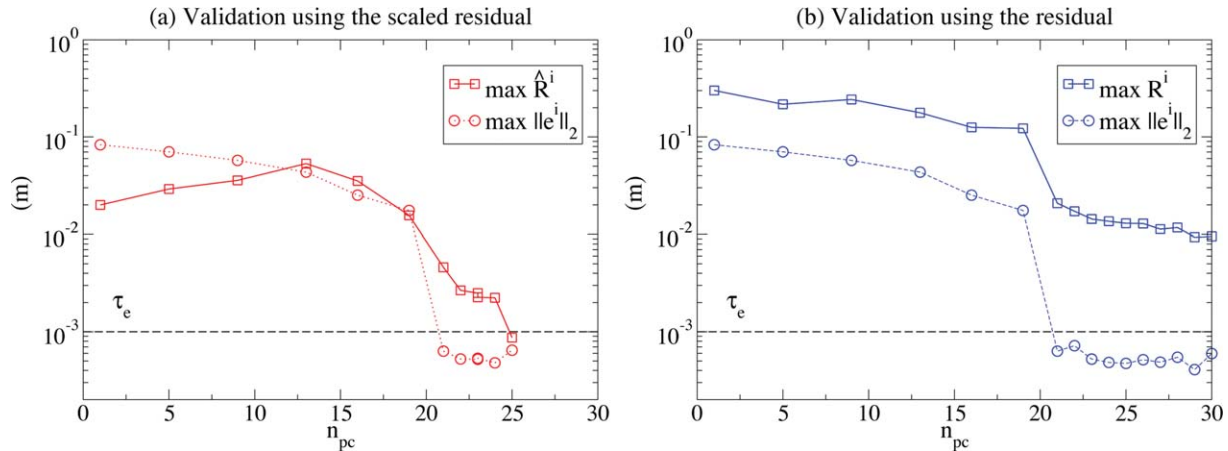 (a) Validation using the scaled residual
10^0
10^-1
10^-2
10^-3
(m)
max R̂^i
max ||e^i||_2
τ_e
0 5 10 15 20 25 30
n_pc
(b) Validation using the residual
10^0
10^-1
10^-2
10^-3
(m)
max R^i
max ||e^i||_2
τ_e
0 5 10 15 20 25 30
n_pc